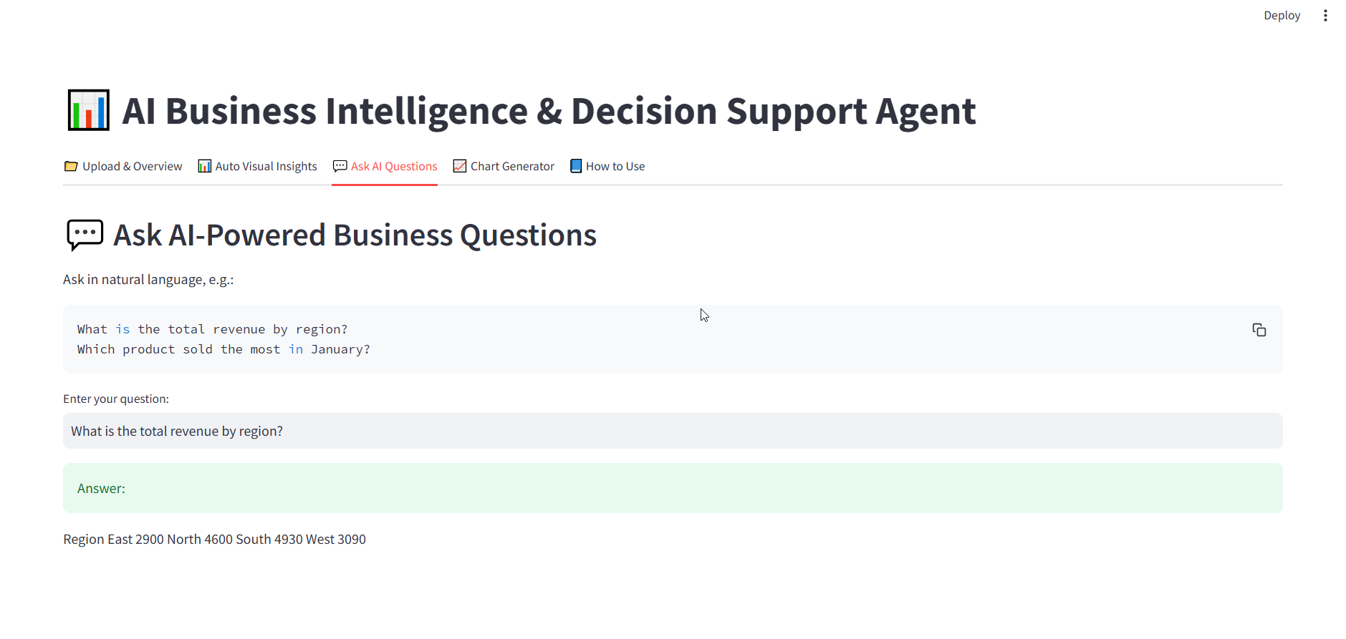 Deploy
AI Business Intelligence & Decision Support Agent
Upload & Overview Auto Visual Insights Ask AI Questions Chart Generator How to Use
Ask AI-Powered Business Questions
Ask in natural language, e.g.:
What is the total revenue by region?
Which product sold the most in January?
Enter your question:
What is the total revenue by region?
Answer:
Region East 2900 North 4600 South 4930 West 3090